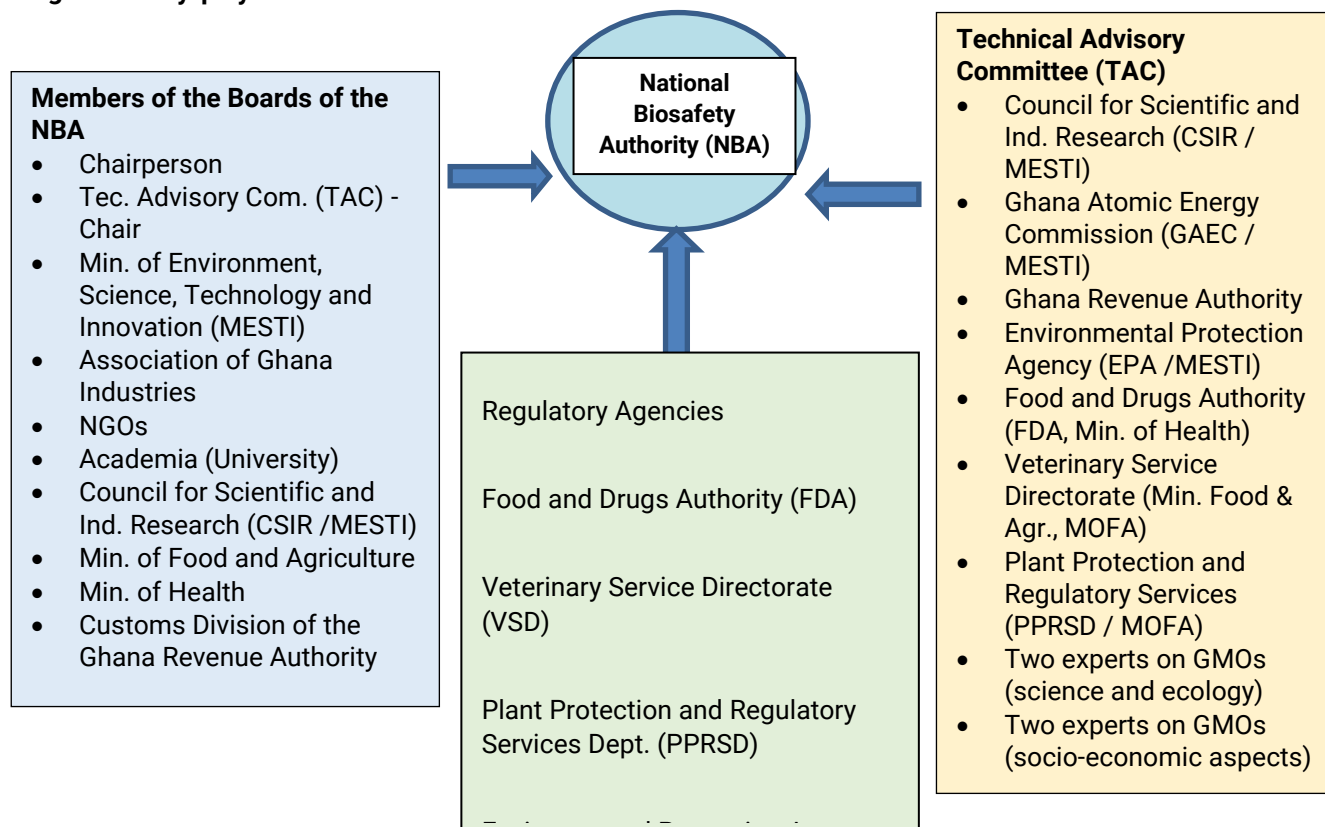 Members of the Boards of the
NBA
• Chairperson
• Tec. Advisory Com. (TAC) -
Chair
• Min. of Environment,
Science, Technology and
Innovation (MESTI)
• Association of Ghana
Industries
• NGOs
• Academia (University)
• Council for Scientific and
Ind. Research (CSIR /MESTI)
• Min. of Food and Agriculture
• Min. of Health
• Customs Division of the
Ghana Revenue Authority
National
Biosafety
Authority (NBA)
Regulatory Agencies
Food and Drugs Authority (FDA)
Veterinary Service Directorate
(VSD)
Plant Protection and Regulatory
Services Dept. (PPRSD)
Technical Advisory
Committee (TAC)
• Council for Scientific and
Ind. Research (CSIR /
MESTI)
• Ghana Atomic Energy
Commission (GAEC /
MESTI)
• Ghana Revenue Authority
• Environmental Protection
Agency (EPA /MESTI)
• Food and Drugs Authority
(FDA, Min. of Health)
• Veterinary Service
Directorate (Min. Food &
Agr., MOFA)
• Plant Protection and
Regulatory Services
(PPRSD / MOFA)
• Two experts on GMOs
(science and ecology)
• Two experts on GMOs
(socio-economic aspects)